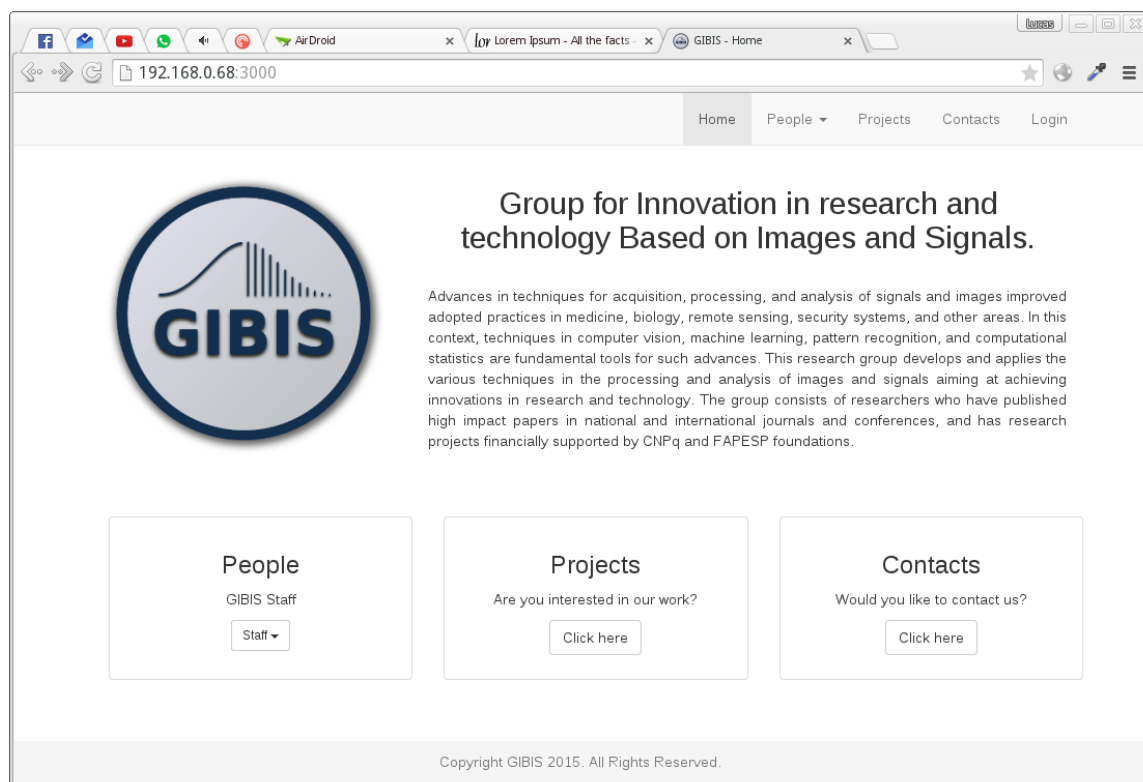 Lucas
AirDroid
Lorem Ipsum - All the facts -
GIBIS - Home
192.168.0.68:3000
Home People Projects Contacts Login
GIBIS
Group for Innovation in research and
technology Based on Images and Signals.
Advances in techniques for acquisition, processing, and analysis of signals and images improved
adopted practices in medicine, biology, remote sensing, security systems, and other areas. In this
context, techniques in computer vision, machine learning, pattern recognition, and computational
statistics are fundamental tools for such advances. This research group develops and applies the
various techniques in the processing and analysis of images and signals aiming at achieving
innovations in research and technology. The group consists of researchers who have published
high impact papers in national and international journals and conferences, and has research
projects financially supported by CNPq and FAPESP foundations.
People
GIBIS Staff
Staff
Projects
Are you interested in our work?
Click here
Contacts
Would you like to contact us?
Click here
Copyright GIBIS 2015. All Rights Reserved.